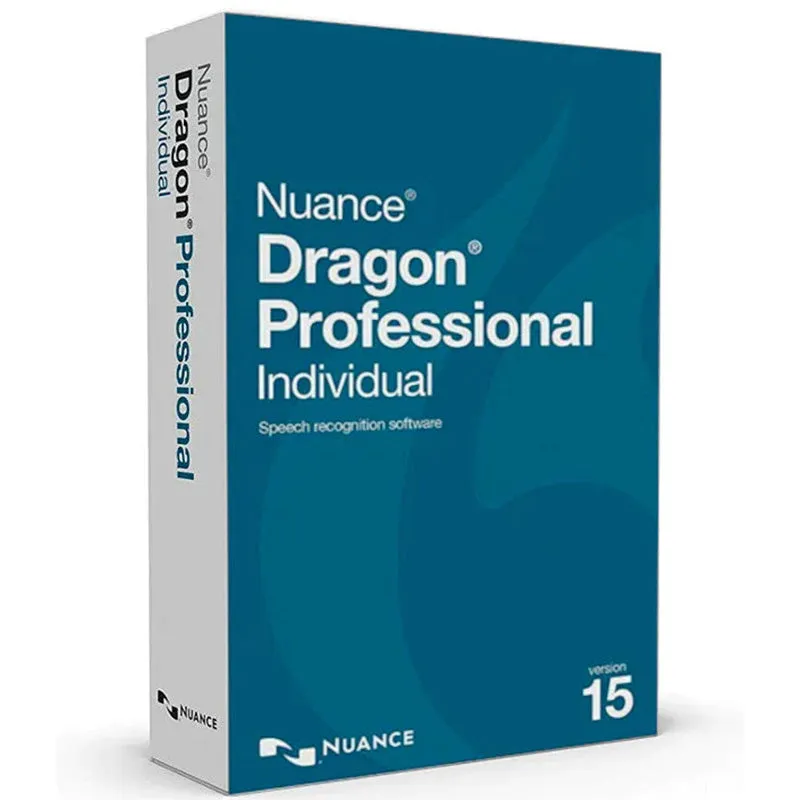 Nuance®
Dragon® Professional
Individual
NUANCE
Nuance®
Dragon®
Professional
Individual
Speech recognition software
version
15
NUANCE